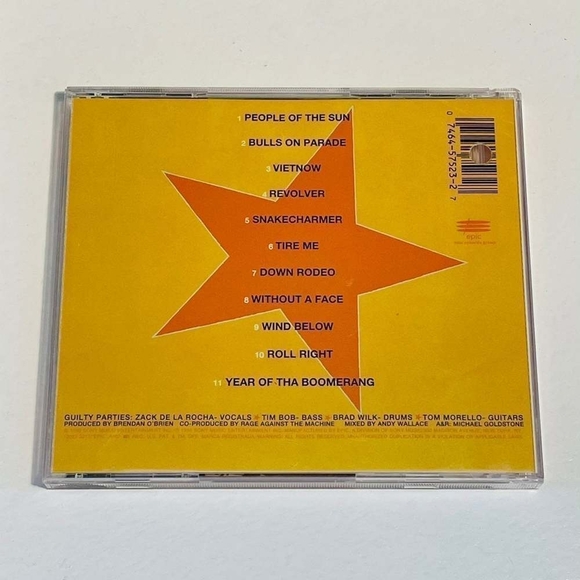 1 PEOPLE OF THE SUN
2 BULLS ON PARADE
3 VIETNOW
4 REVOLVER
5 SNAKECHARMER
6 TIRE ME
7 DOWN RODEO
8 WITHOUT A FACE
9 WIND BELOW
10 ROLL RIGHT
11 YEAR OF THA BOOMERANG
0 7464-57523-2 7
epic
GUILTY PARTIES: ZACK DE LA ROCHA- VOCALS TIM BOB- BASS BRAD WILK- DRUMS TOM MORELLO- GUITARS
PRODUCED BY BRENDAN O'BRIEN CO-PRODUCED BY RAGE AGAINST THE MACHINE MIXED BY ANDY WALLACE A&R: MICHAEL GOLDSTONE